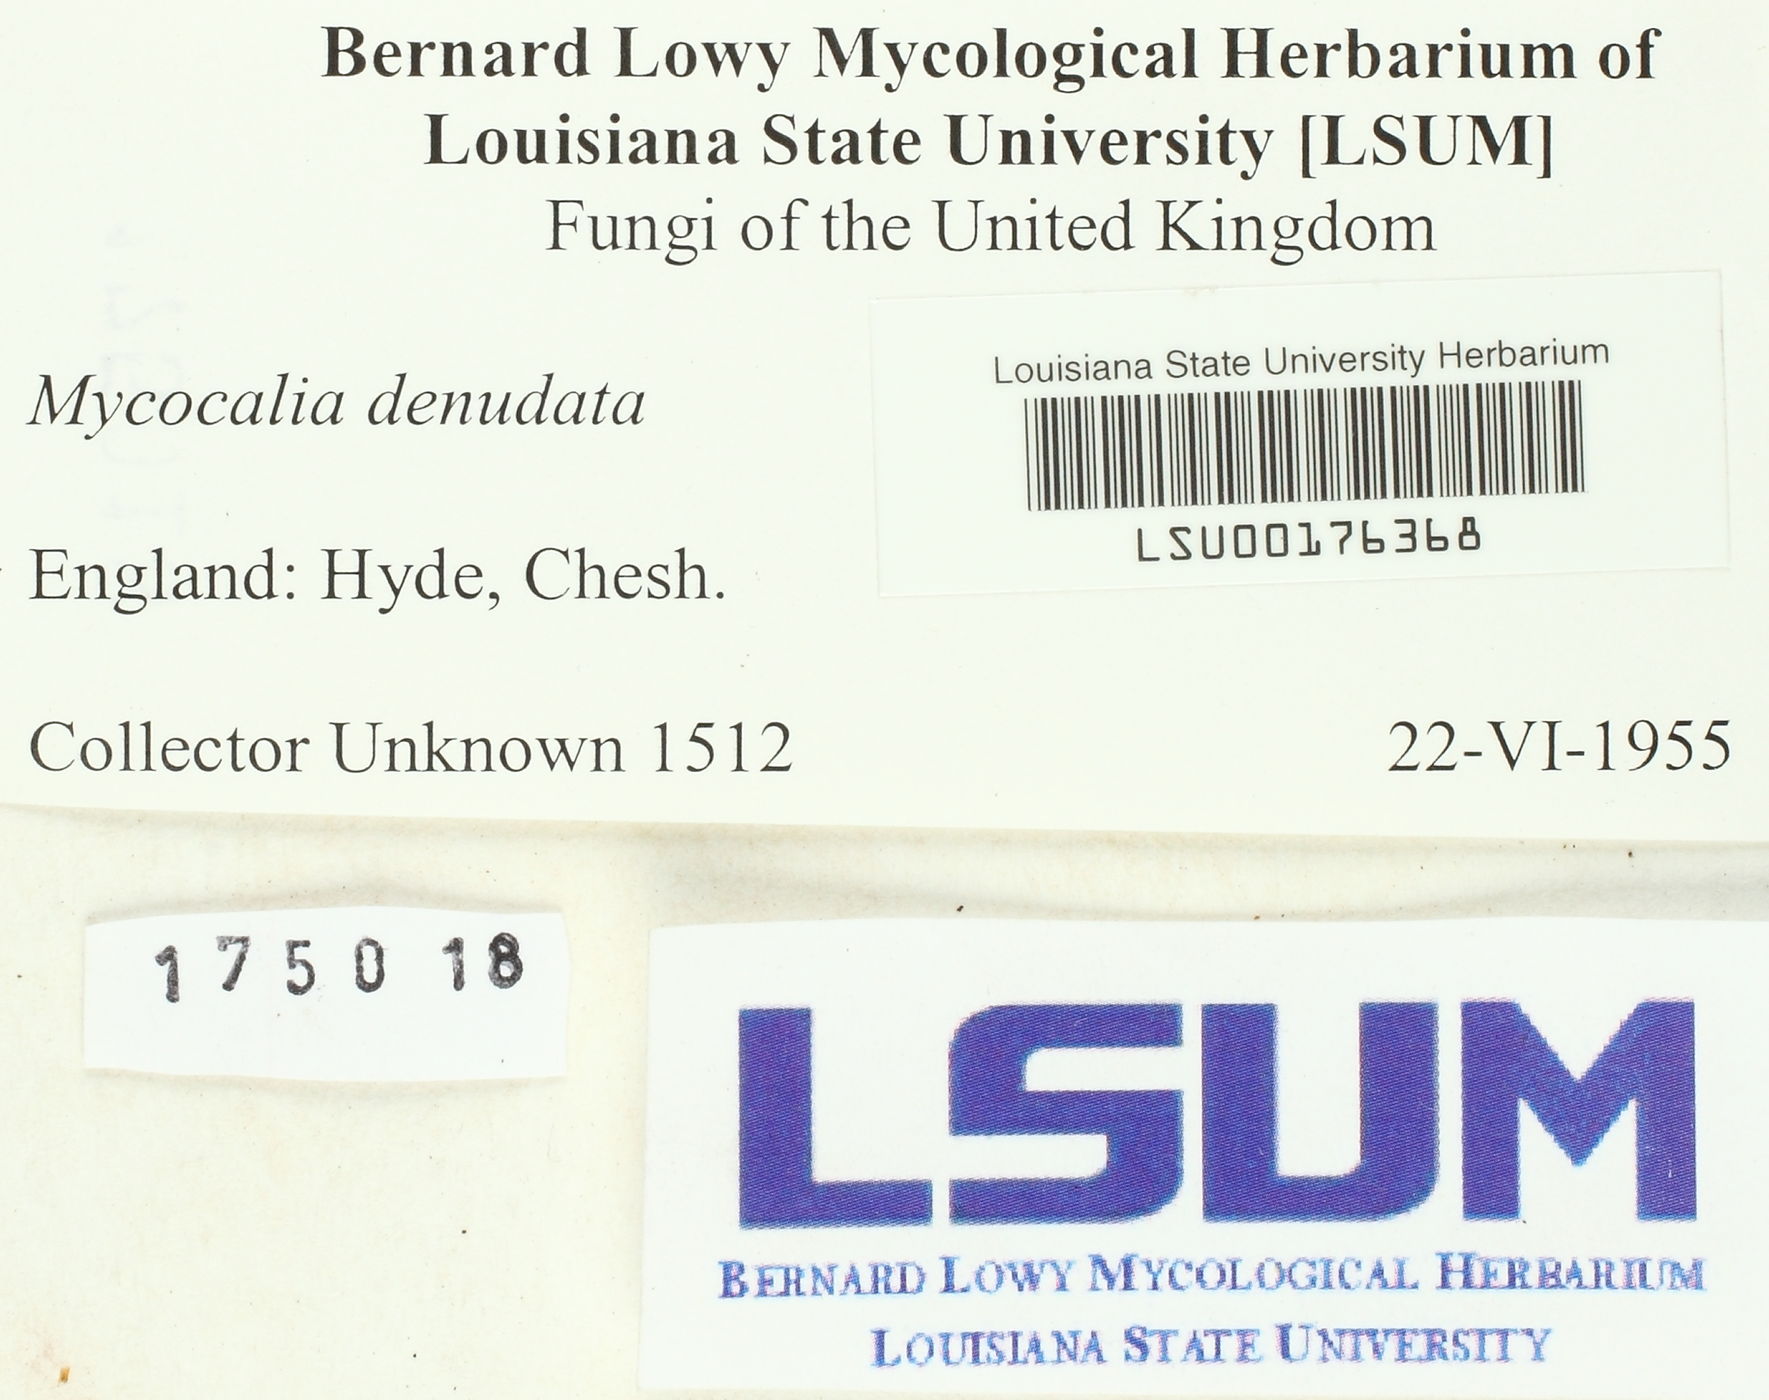 Bernard Lowy Mycological Herbarium of
Louisiana State University [LSUM]
Fungi of the United Kingdom
Louisiana State University Herbarium
LSU00176368
Mycocalia denudata
England: Hyde, Chesh.
Collector Unknown 1512
22-VI-1955
1750 18
LSUM
BERNARD LOWY MYCOLOGICAL HERBARIUM
LOUISIANA STATE UNIVERSITY